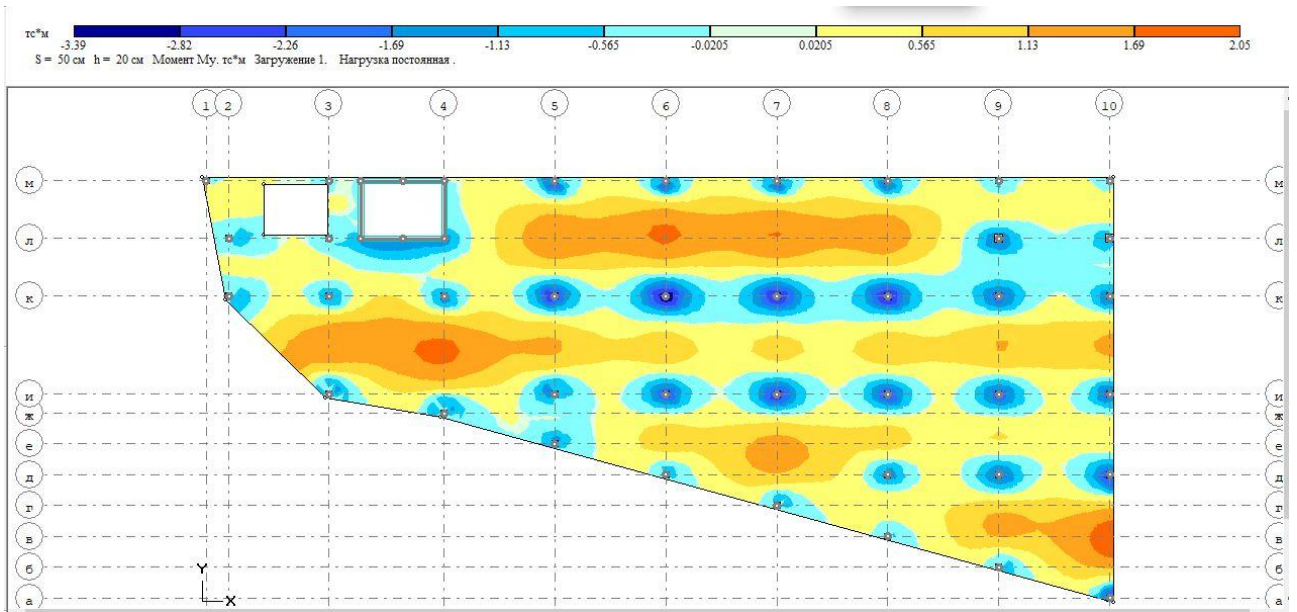 тс*м
-3.39 -2.82 -2.26 -1.69 -1.13 -0.565 -0.0205 0.0205 0.565 1.13 1.69 2.05
S = 50 см h = 20 см Момент My. тс*м Загружение 1. Нагрузка постоянная .
1 2 3 4 5 6 7 8 9 10
м м
л л
к к
и и
ж ж
е е
д д
г г
в в
б б
а а
Y
X